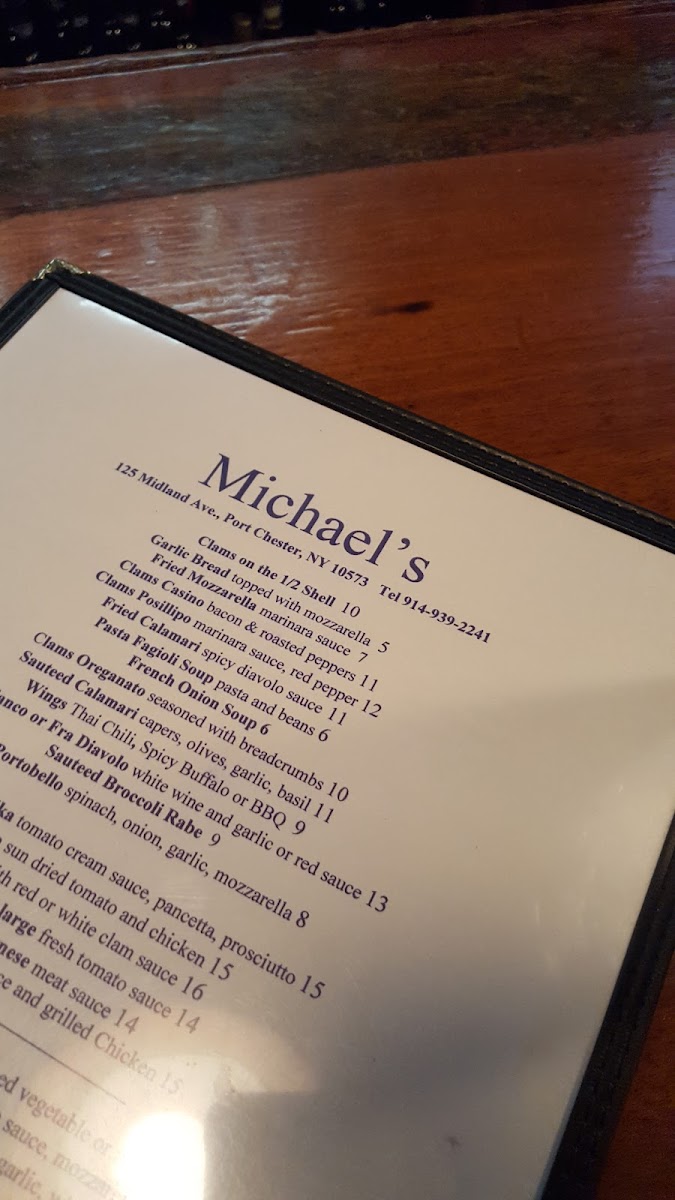 Michael's
125 Midland Ave., Port Chester, NY 10573 Tel 914-939-2241
Clams on the 1/2 Shell 10
Garlic Bread topped with mozzarella 5
Fried Mozzarella marinara sauce 7
Clams Casino bacon & roasted peppers 11
Clams Posillipo marinara sauce, red pepper 12
Fried Calamari spicy diavolo sauce 11
Pasta Fagioli Soup pasta and beans 6
French Onion Soup 6
Clams Oreganato seasoned with breadcrumbs 10
Sauteed Calamari capers, olives, garlic, basil 11
Wings Thai Chili, Spicy Buffalo or BBQ 9
or Fra Diavolo white wine and garlic or red sauce 13
Sauteed Broccoli Rabe 9
Portobello spinach, onion, garlic, mozzarella 8
tomato cream sauce, pancetta, prosciutto 15
sun dried tomato and chicken 15
red or white clam sauce 16
fresh tomato sauce 14
meat sauce 14
and grilled Chicken 15
vegetable or
sauce,
garlic,